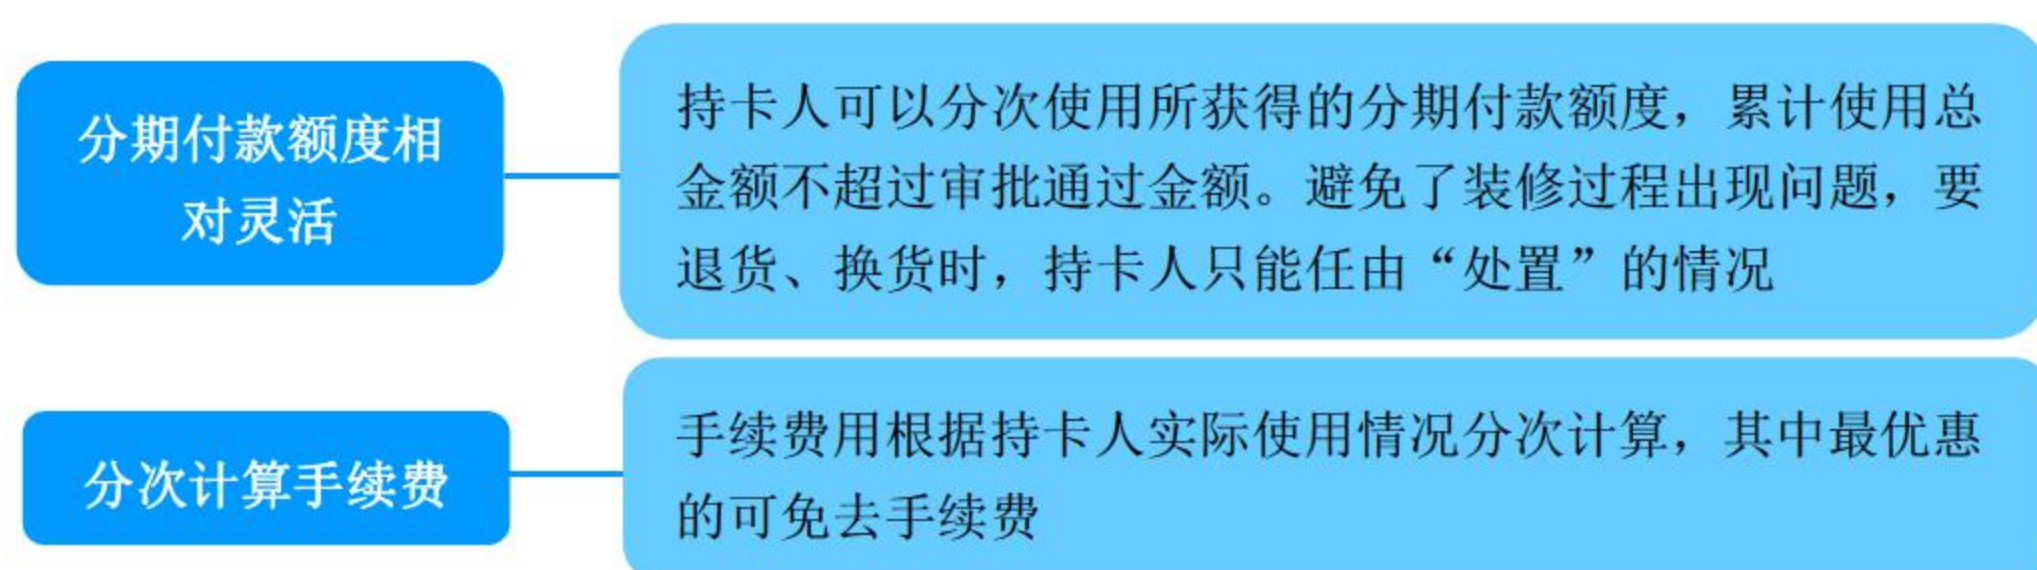 分期付款额度相
对灵活
持卡人可以分次使用所获得的分期付款额度，累计使用总
金额不超过审批通过金额。避免了装修过程出现问题，要
退货、换货时，持卡人只能任由“处置”的情况
分次计算手续费
手续费用根据持卡人实际使用情况分次计算，其中最优惠
的可免去手续费